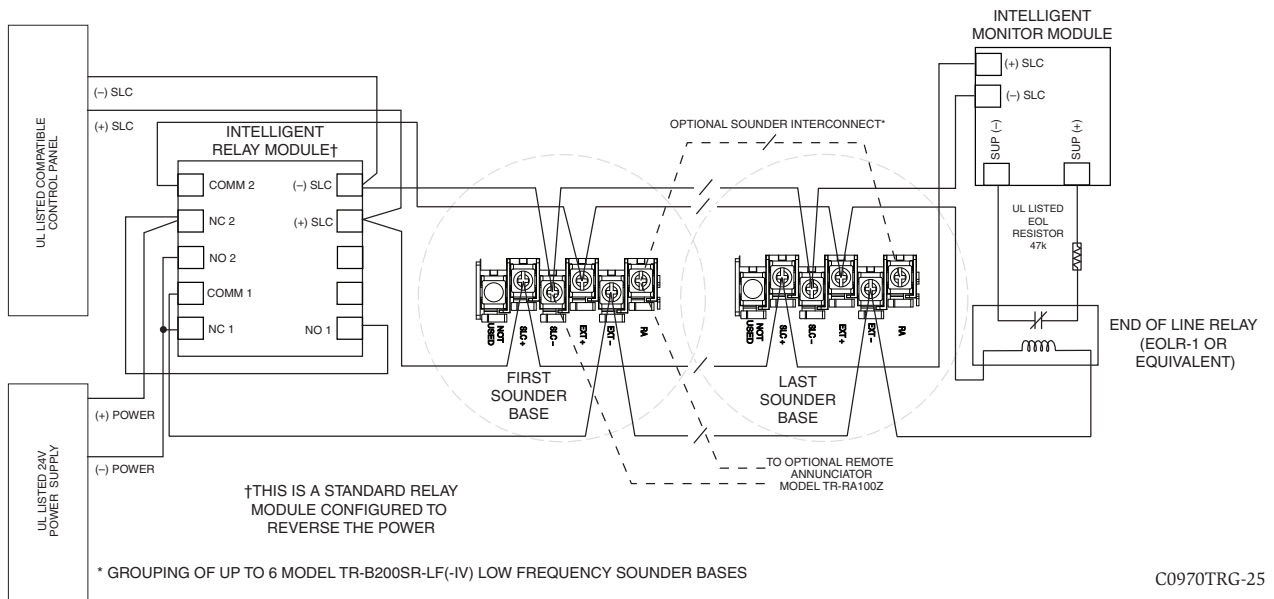 UL LISTED COMPATIBLE
CONTROL PANEL
(–) SLC
(+) SLC
INTELLIGENT
RELAY MODULE†
COMM 2
(–) SLC
NC 2
(+) SLC
NO 2
COMM 1
NC 1
NO 1
UL LISTED 24V
POWER SUPPLY
(+) POWER
(–) POWER
†THIS IS A STANDARD RELAY
MODULE CONFIGURED TO
REVERSE THE POWER
OPTIONAL SOUNDER INTERCONNECT*
NOT
USED
SLC +
SLC -
EXT +
EXT -
RA
FIRST
SOUNDER
BASE
NOT
USED
SLC +
SLC -
EXT +
EXT -
RA
LAST
SOUNDER
BASE
TO OPTIONAL REMOTE
ANNUNCIATOR
MODEL TR-RA100Z
INTELLIGENT
MONITOR MODULE
(+) SLC
(–) SLC
SUP (–)
SUP (+)
UL LISTED
EOL
RESISTOR
47k
END OF LINE RELAY
(EOLR-1 OR
EQUIVALENT)
* GROUPING OF UP TO 6 MODEL TR-B200SR-LF(-IV) LOW FREQUENCY SOUNDER BASES
C0970TRG-25